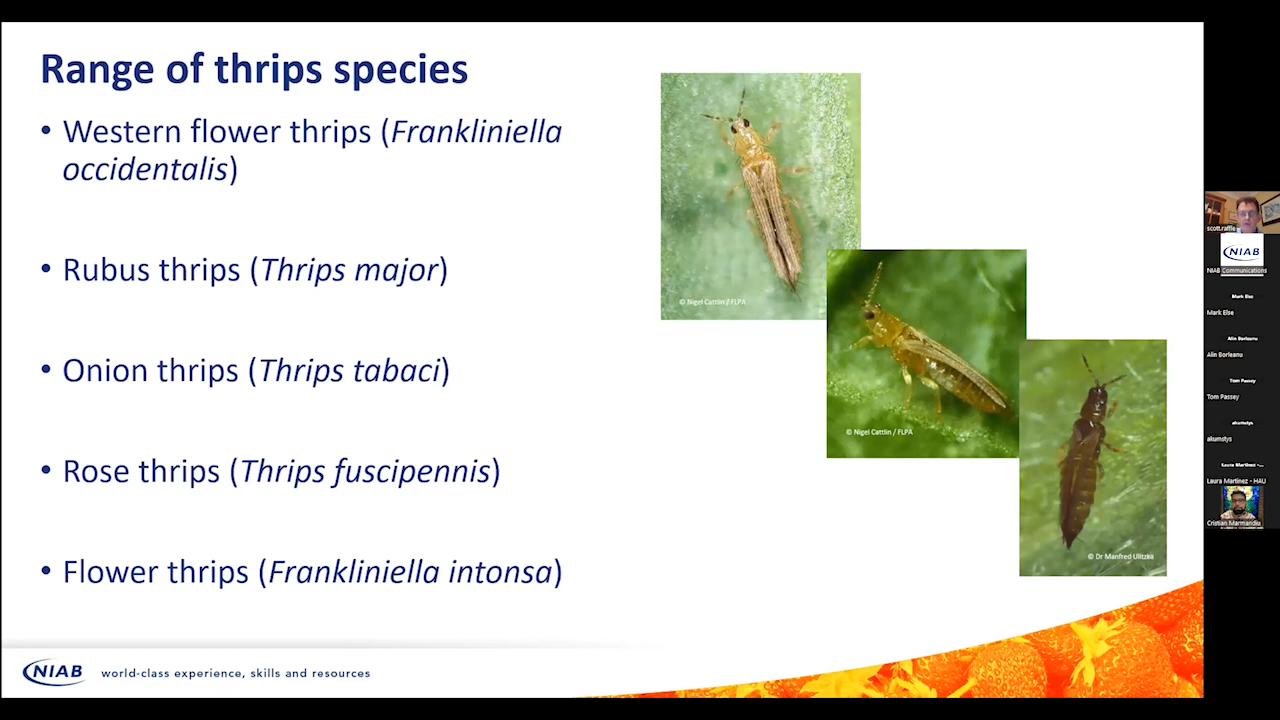 Range of thrips species
• Western flower thrips (Frankliniella
occidentalis)
• Rubus thrips (Thrips major)
• Onion thrips (Thrips tabaci)
• Rose thrips (Thrips fuscipennis)
• Flower thrips (Frankliniella intonsa)
© Nigel Cattlin / FLPA
© Nigel Cattlin / FLPA
© Dr Manfred Ulitzka
NIAB world-class experience, skills and resources
scott.raffle
NIAB
NIAB Communications
Mark Else
Mark Else
Alin Borleanu
Alin Borleanu
Tom Passey
Tom Passey
akumstys
akumstys
Laura Martinez -...
Laura Martinez - HAU
Cristian Marmandiu